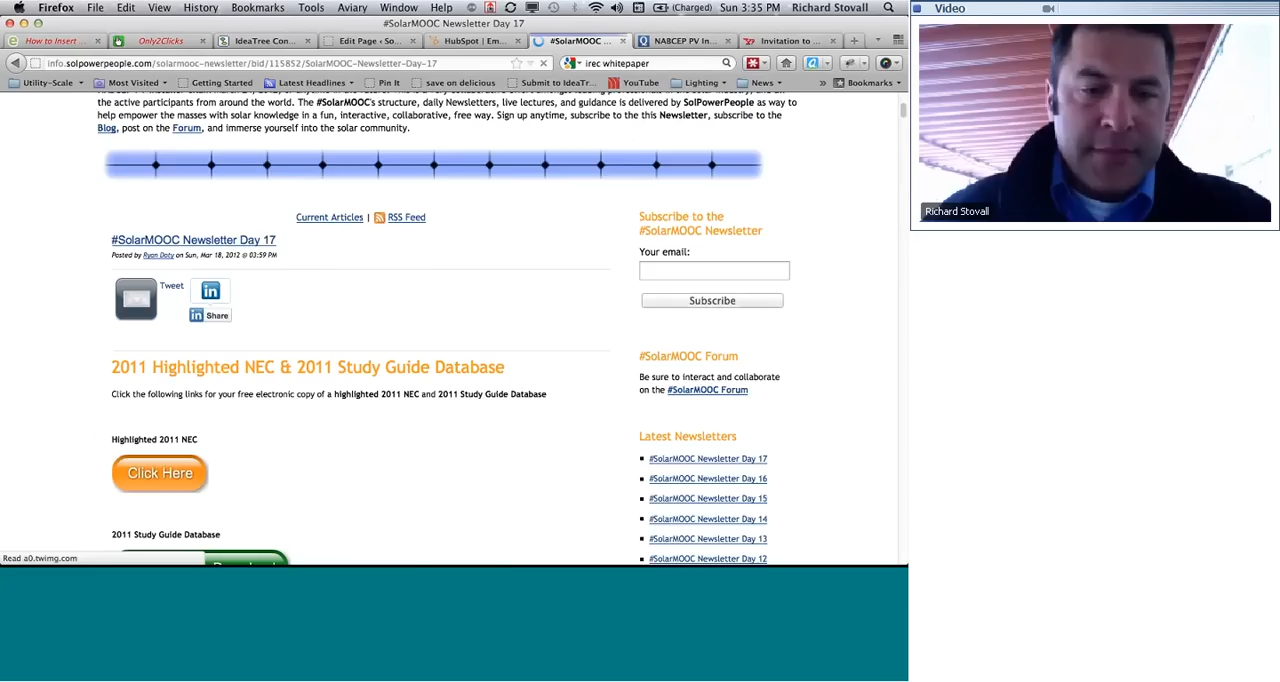 Firefox File Edit View History Bookmarks Tools Aviary Window Help (Charged) Sun 3:35 PM Richard Stovall
#SolarMOOC Newsletter Day 17
How to Insert ... Only2Clicks IdeaTree Con... Edit Page ‹ So... HubSpot | Em... #SolarMOOC ... NABCEP PV In... Invitation to ...
info.solpowerpeople.com/solarmooc-newsletter/bid/115852/SolarMOOC-Newsletter-Day-17 irec whitepaper
Utility-Scale Most Visited Getting Started Latest Headlines Pin It save on delicious Submit to IdeaTr... YouTube Lighting News » Bookmarks
the active participants from around the world. The #SolarMOOC's structure, daily Newsletters, live lectures, and guidance is delivered by SolPowerPeople as way to
help empower the masses with solar knowledge in a fun, interactive, collaborative, free way. Sign up anytime, subscribe to the this Newsletter, subscribe to the
Blog, post on the Forum, and immerse yourself into the solar community.
Current Articles | RSS Feed
#SolarMOOC Newsletter Day 17
Posted by Ryan Doty on Sun, Mar 18, 2012 @ 03:59 PM
Tweet
in
in Share
2011 Highlighted NEC & 2011 Study Guide Database
Click the following links for your free electronic copy of a highlighted 2011 NEC and 2011 Study Guide Database
Highlighted 2011 NEC
Click Here
2011 Study Guide Database
Read a0.twimg.com
Subscribe to the
#SolarMOOC Newsletter
Your email:
Subscribe
#SolarMOOC Forum
Be sure to interact and collaborate
on the #SolarMOOC Forum
Latest Newsletters
#SolarMOOC Newsletter Day 17
#SolarMOOC Newsletter Day 16
#SolarMOOC Newsletter Day 15
#SolarMOOC Newsletter Day 14
#SolarMOOC Newsletter Day 13
#SolarMOOC Newsletter Day 12
Video
Richard Stovall